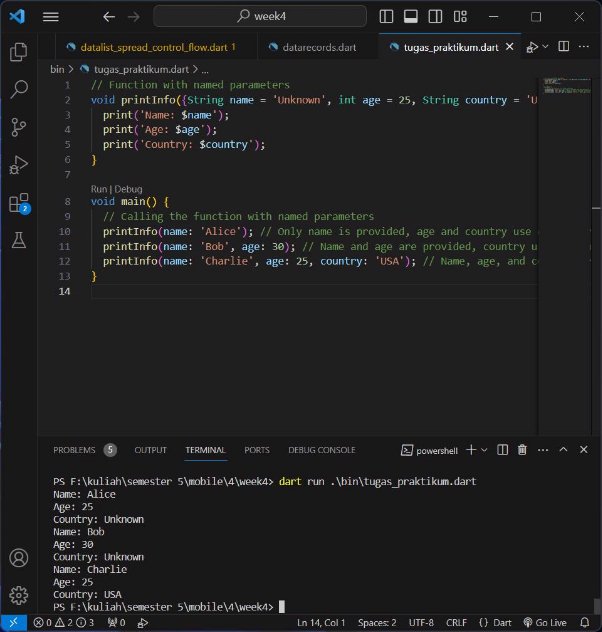 week4
datalist_spread_control_flow.dart 1
datarecords.dart
tugas_praktikum.dart
bin > tugas_praktikum.dart > ...
1 // Function with named parameters
2 void printInfo({String name = 'Unknown', int age = 25, String country = 'U
3 print('Name: $name');
4 print('Age: $age');
5 print('Country: $country');
6 }
7
Run | Debug
8 void main() {
9 // Calling the function with named parameters
10 printInfo(name: 'Alice'); // Only name is provided, age and country use
11 printInfo(name: 'Bob', age: 30); // Name and age are provided, country u
12 printInfo(name: 'Charlie', age: 25, country: 'USA'); // Name, age, and c
13 }
14
2
PROBLEMS 5 OUTPUT TERMINAL PORTS DEBUG CONSOLE powershell
PS F:\kuliah\semester 5\mobile\4\week4> dart run .\bin\tugas_praktikum.dart
Name: Alice
Age: 25
Country: Unknown
Name: Bob
Age: 30
Country: Unknown
Name: Charlie
Age: 25
Country: USA
PS F:\kuliah\semester 5\mobile\4\week4>
0 2 3 0 Ln 14, Col 1 Spaces: 2 UTF-8 CRLF {} Dart Go Live